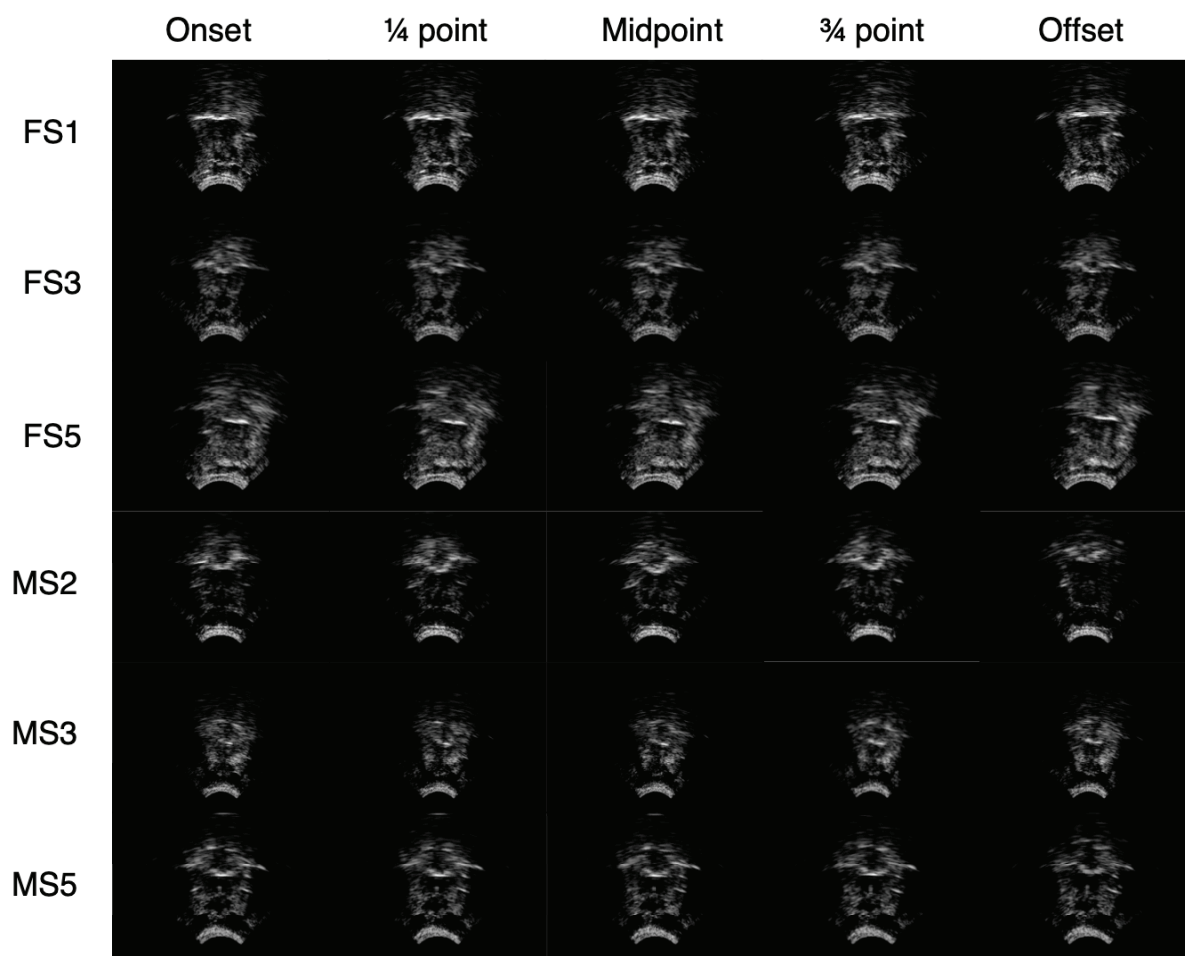 Onset ¼ point Midpoint ¾ point Offset
FS1
FS3
FS5
MS2
MS3
MS5